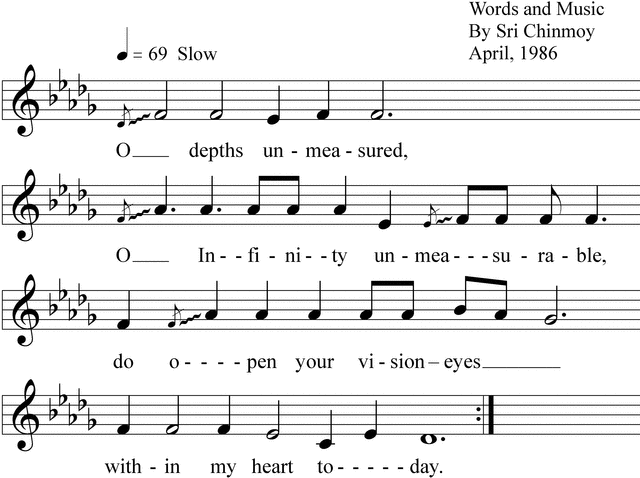 Words and Music
By Sri Chinmoy
April, 1986
= 69 Slow
O___ depths un - mea - sured,
O___ In - - fi - ni - - ty un - mea - - - su - ra - ble,
do o - - - - pen your vi - sion – eyes________
with - in my heart to - - - - - day.